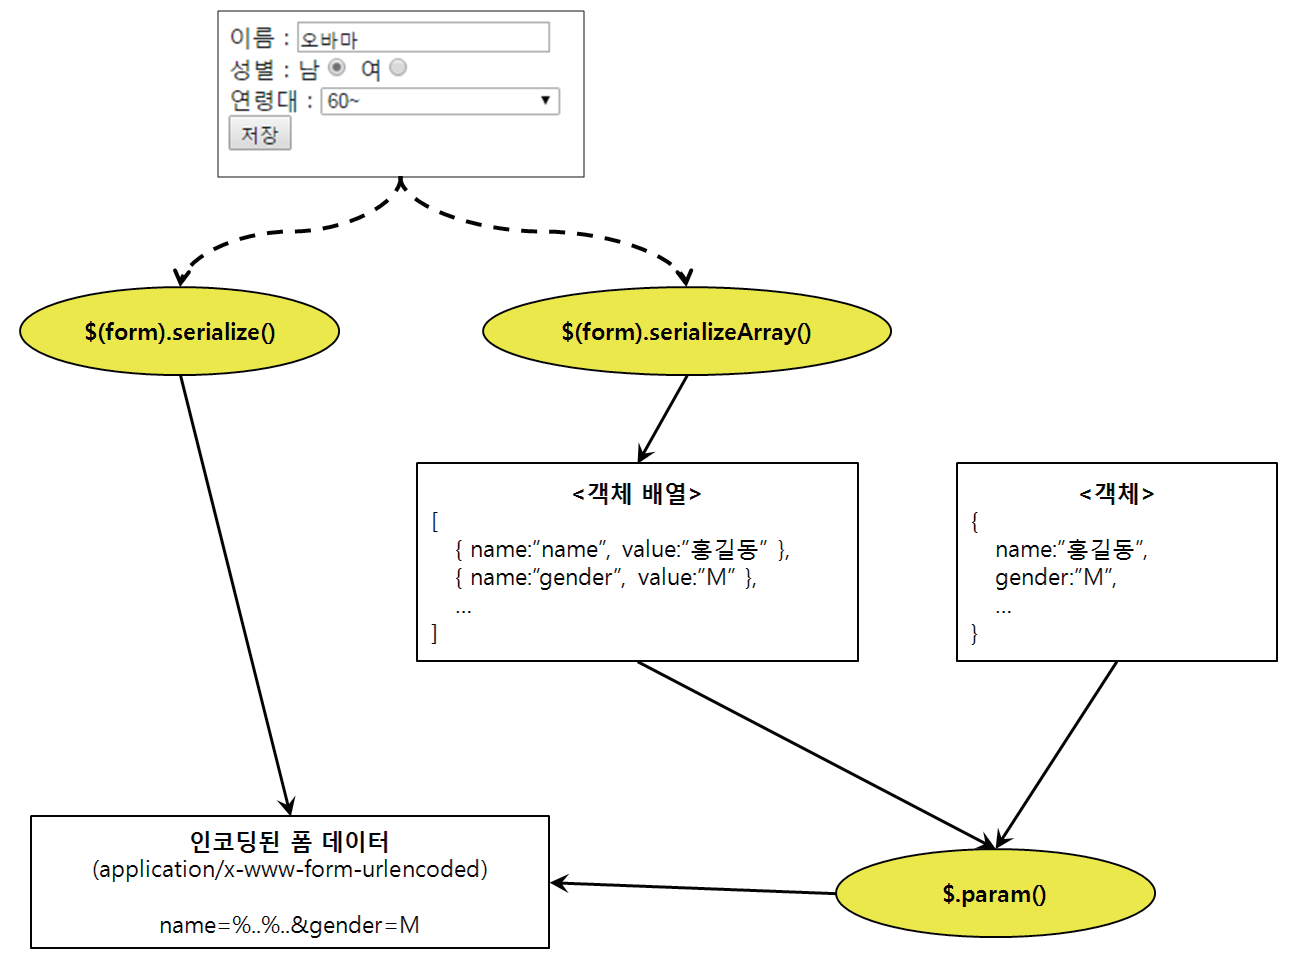 이름 : 오바마
성별 : 남 여
연령대 : 60~
저장
$(form).serialize()
$(form).serializeArray()
<객체 배열>
[
{ name:"name", value:"홍길동" },
{ name:"gender", value:"M" },
...
]
<객체>
{
name:"홍길동",
gender:"M",
...
}
인코딩된 폼 데이터
(application/x-www-form-urlencoded)
name=%..%..&gender=M
$.param()